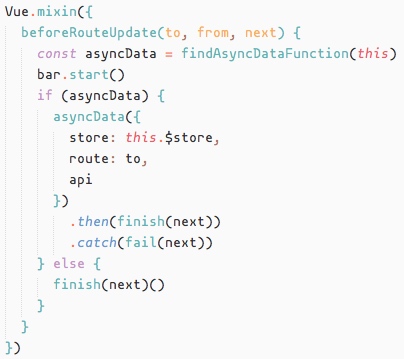 Vue.mixin({
  beforeRouteUpdate(to, from, next) {
    const asyncData = findAsyncDataFunction(this)
    bar.start()
    if (asyncData) {
      asyncData({
        store: this.$store,
        route: to,
        api
      })
        .then(finish(next))
        .catch(fail(next))
    } else {
      finish(next)()
    }
  }
})